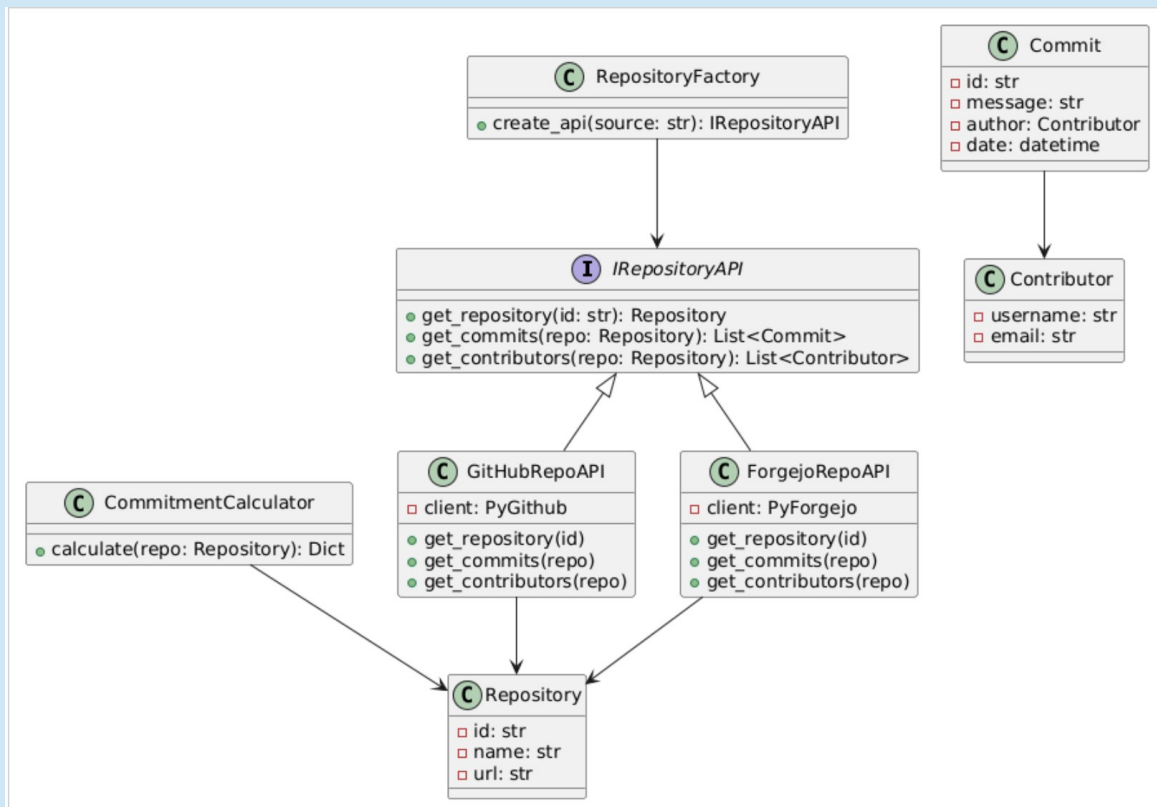 C RepositoryFactory
create_api(source: str): IRepositoryAPI
C Commit
id: str
message: str
author: Contributor
date: datetime
I IRepositoryAPI
get_repository(id: str): Repository
get_commits(repo: Repository): List<Commit>
get_contributors(repo: Repository): List<Contributor>
C Contributor
username: str
email: str
C CommitmentCalculator
calculate(repo: Repository): Dict
C GitHubRepoAPI
client: PyGithub
get_repository(id)
get_commits(repo)
get_contributors(repo)
C ForgejoRepoAPI
client: PyForgejo
get_repository(id)
get_commits(repo)
get_contributors(repo)
C Repository
id: str
name: str
url: str